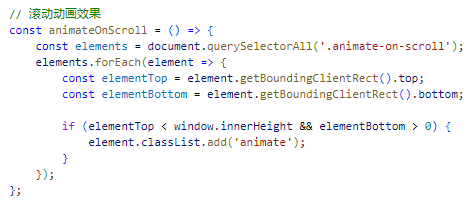 // 滚动动画效果
const animateOnScroll = () => {
    const elements = document.querySelectorAll('.animate-on-scroll');
    elements.forEach(element => {
        const elementTop = element.getBoundingClientRect().top;
        const elementBottom = element.getBoundingClientRect().bottom;

        if (elementTop < window.innerHeight && elementBottom > 0) {
            element.classList.add('animate');
        }
    });
};